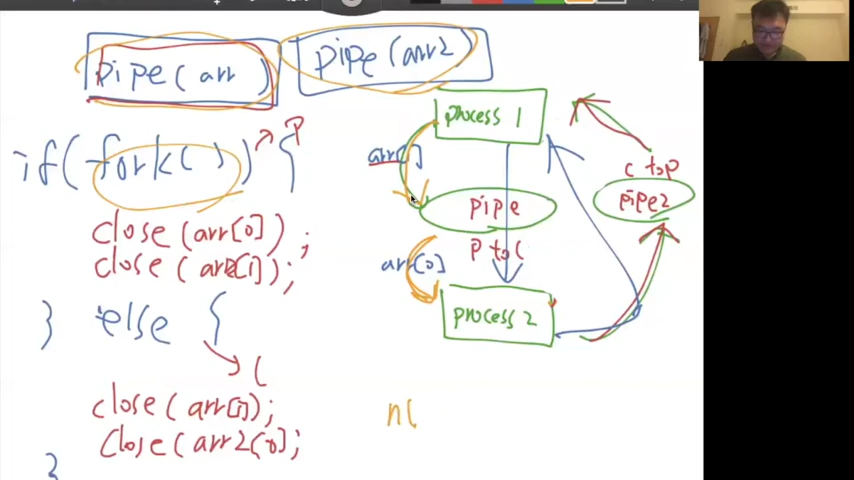 pipe(arr)
pipe(arr2)
if(fork()) { P
close(arr[0]);
close(arr2[1]);
} else {
C
close(arr[1]);
close(arr2[0]);
}
process 1
arr[1]
pipe
P to C
arr[0]
process 2
C to P
pipe2
n(